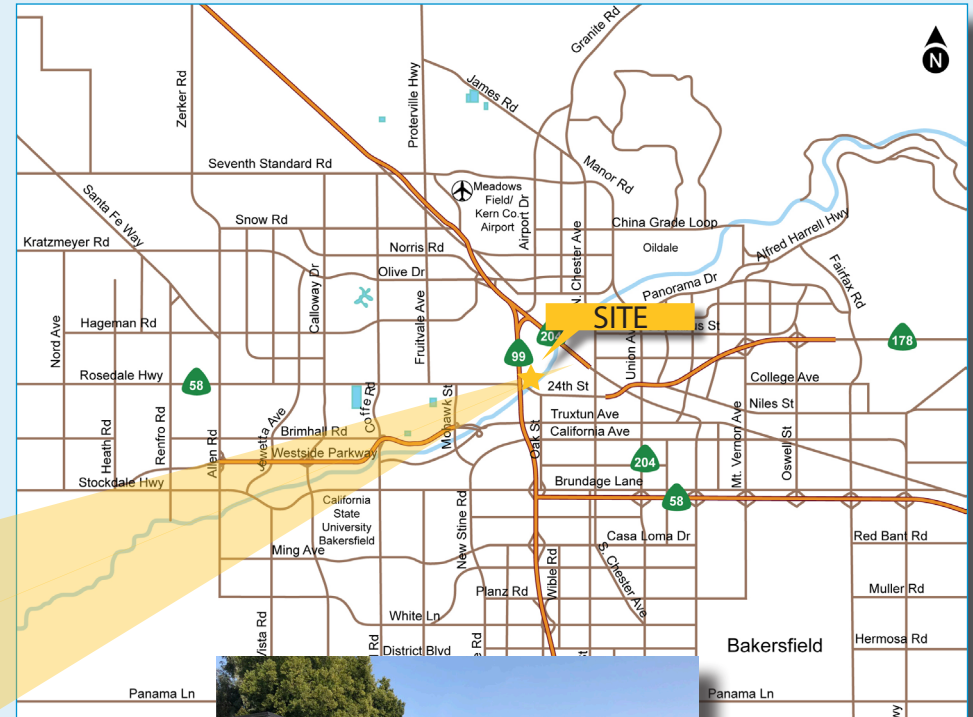 Granite Rd
N
Zerker Rd
Proterville Hwy
James Rd
Seventh Standard Rd
Manor Rd
Santa Fe Way
Meadows
Field/
Kern Co.
Airport
Airport Dr
Snow Rd
N. Chester Ave
China Grade Loop
Alfred Harrell Hwy
Kratzmeyer Rd
Norris Rd
Oildale
Olive Dr
Calloway Dr
Panorama Dr
Fairfax Rd
Nord Ave
Hageman Rd
Fruitvale Ave
SITE
204
99
Union Av
us St
178
Rosedale Hwy
58
24th St
College Ave
Coffe Rd
Mohawk St
Niles St
Heath Rd
Renfro Rd
Allen Rd
Jewetta Ave
Brimhall Rd
Truxtun Ave
California Ave
Oak St
Westside Parkway
Mt. Vernon Ave
Oswell St
204
Stockdale Hwy
Brundage Lane
58
California
State
University
Bakersfield
New Stine Rd
Casa Loma Dr
Red Bant Rd
Ming Ave
Wible Rd
S. Chester Ave
Planz Rd
Muller Rd
White Ln
Vista Rd
District Blvd
Bakersfield
Hermosa Rd
Panama Ln
Panama Ln